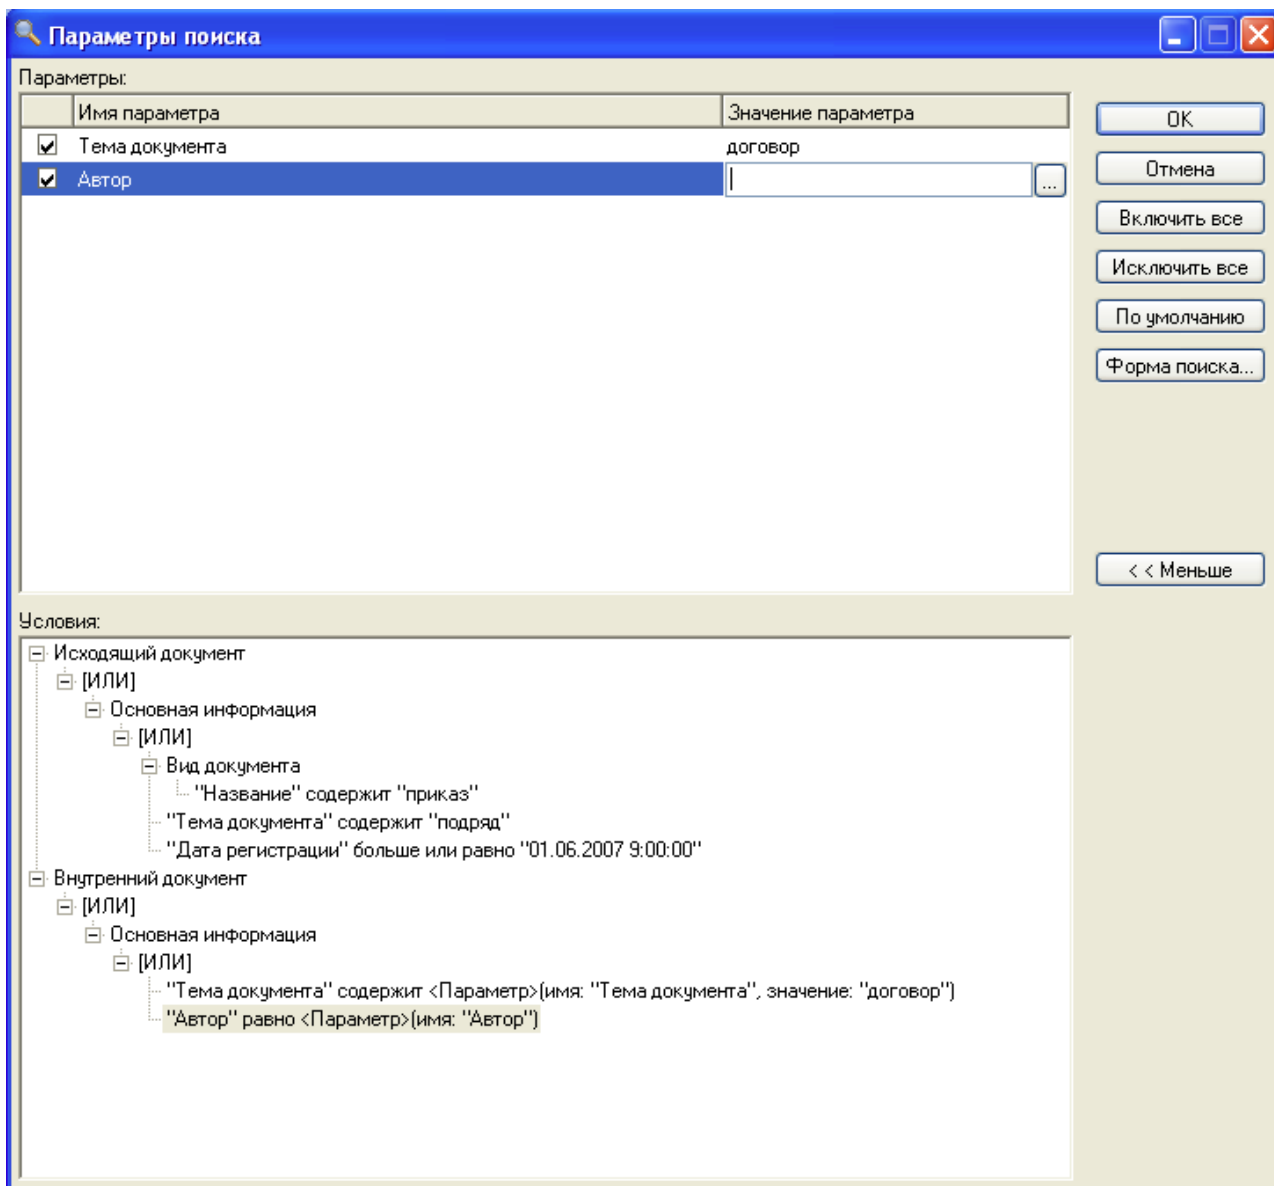 Параметры поиска
Параметры:
Имя параметра Значение параметра
Тема документа договор
Автор ...
OK
Отмена
Включить все
Исключить все
По умолчанию
Форма поиска...
< < Меньше
Условия:
Исходящий документ
[ИЛИ]
Основная информация
[ИЛИ]
Вид документа
"Название" содержит "приказ"
"Тема документа" содержит "подряд"
"Дата регистрации" больше или равно "01.06.2007 9:00:00"
Внутренний документ
[ИЛИ]
Основная информация
[ИЛИ]
"Тема документа" содержит <Параметр>(имя: "Тема документа", значение: "договор")
"Автор" равно <Параметр>(имя: "Автор")